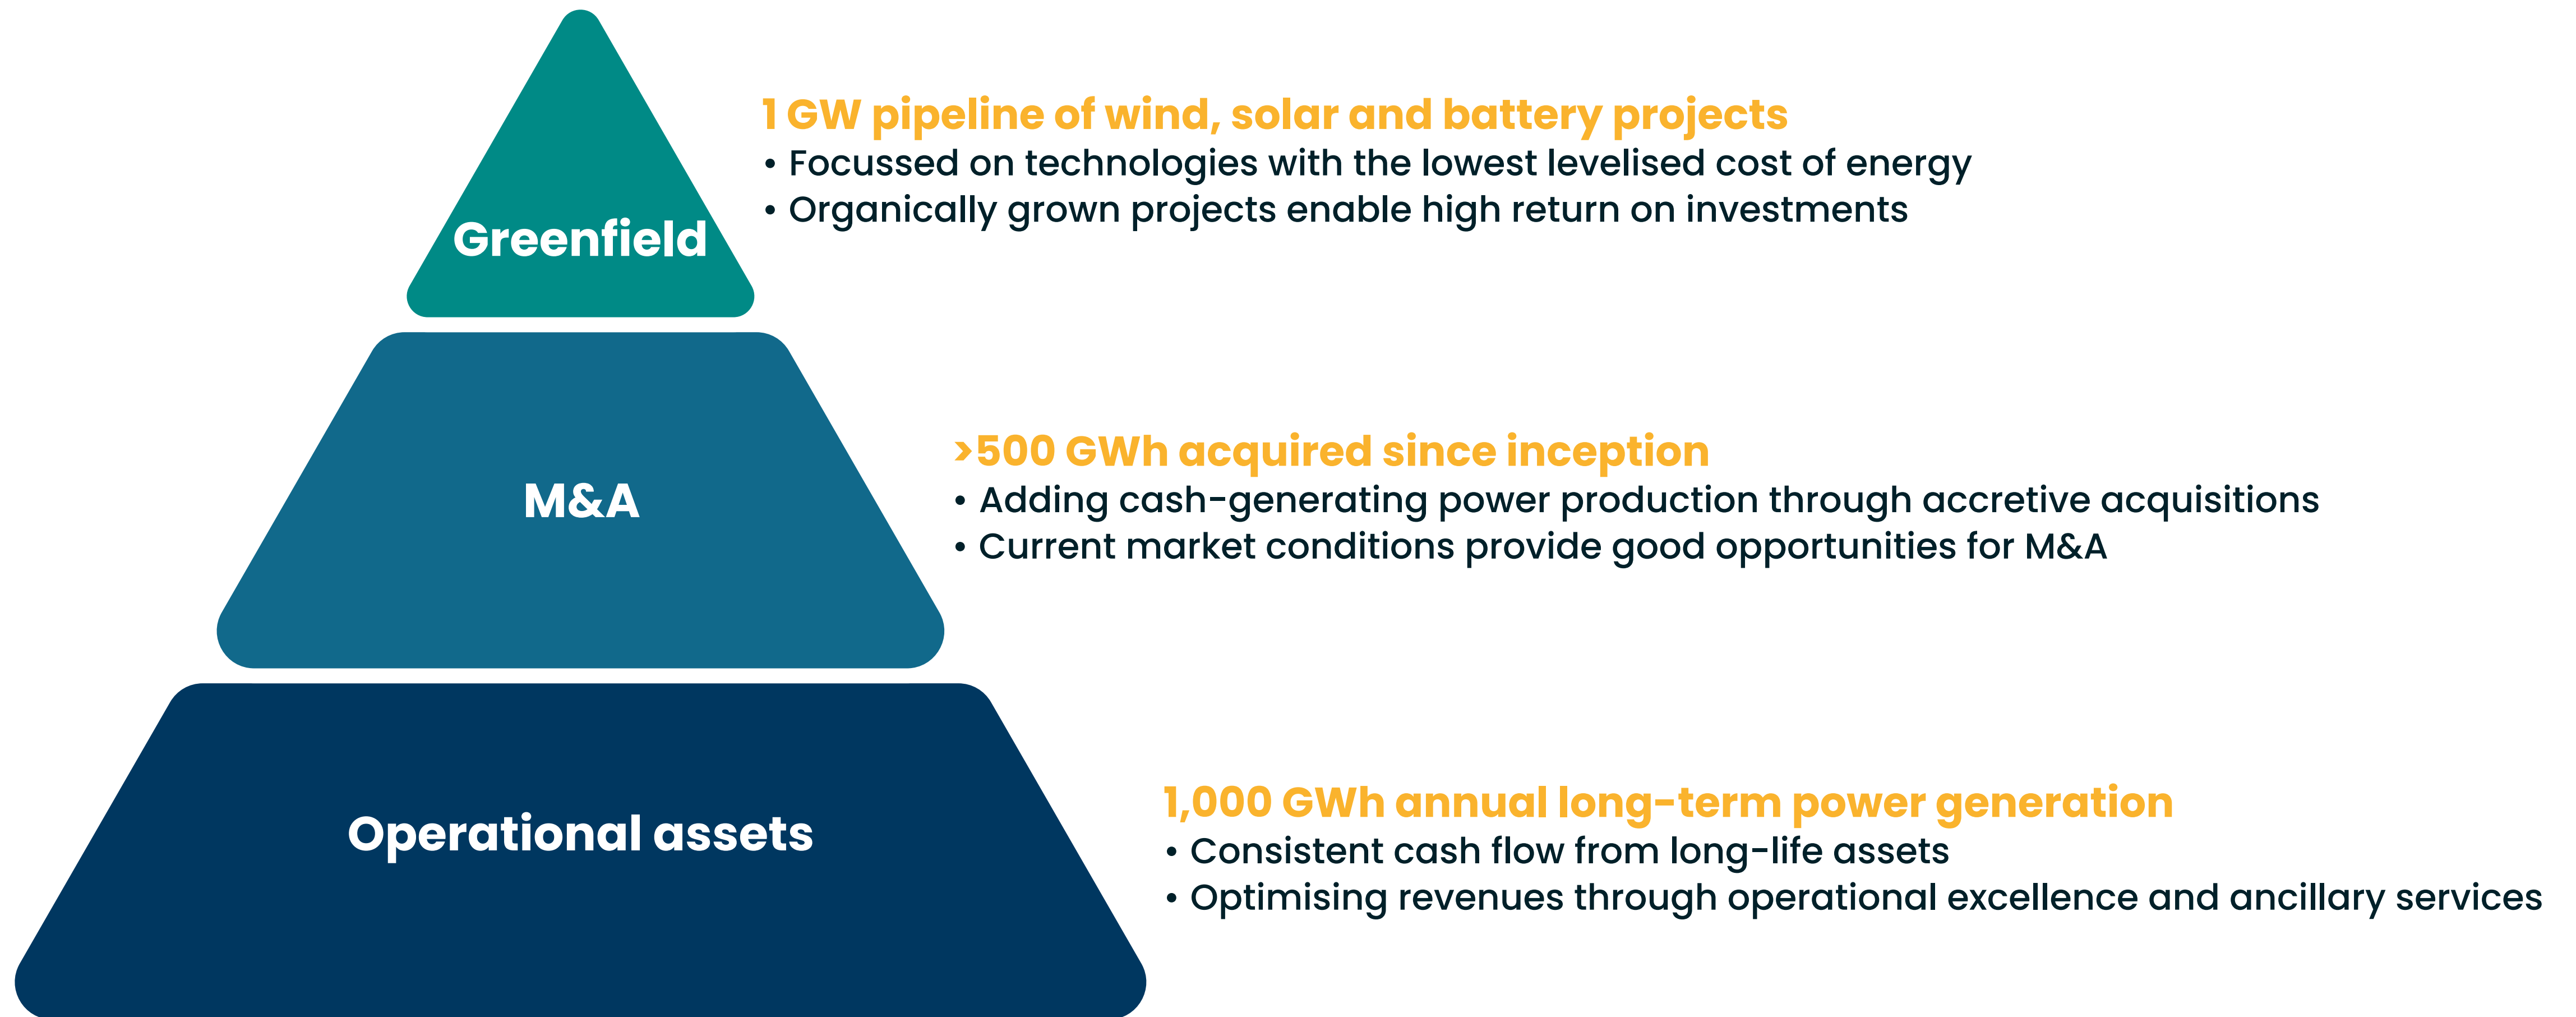 Greenfield
1 GW pipeline of wind, solar and battery projects
• Focussed on technologies with the lowest levelised cost of energy
• Organically grown projects enable high return on investments
M&A
>500 GWh acquired since inception
• Adding cash-generating power production through accretive acquisitions
• Current market conditions provide good opportunities for M&A
Operational assets
1,000 GWh annual long-term power generation
• Consistent cash flow from long-life assets
• Optimising revenues through operational excellence and ancillary services